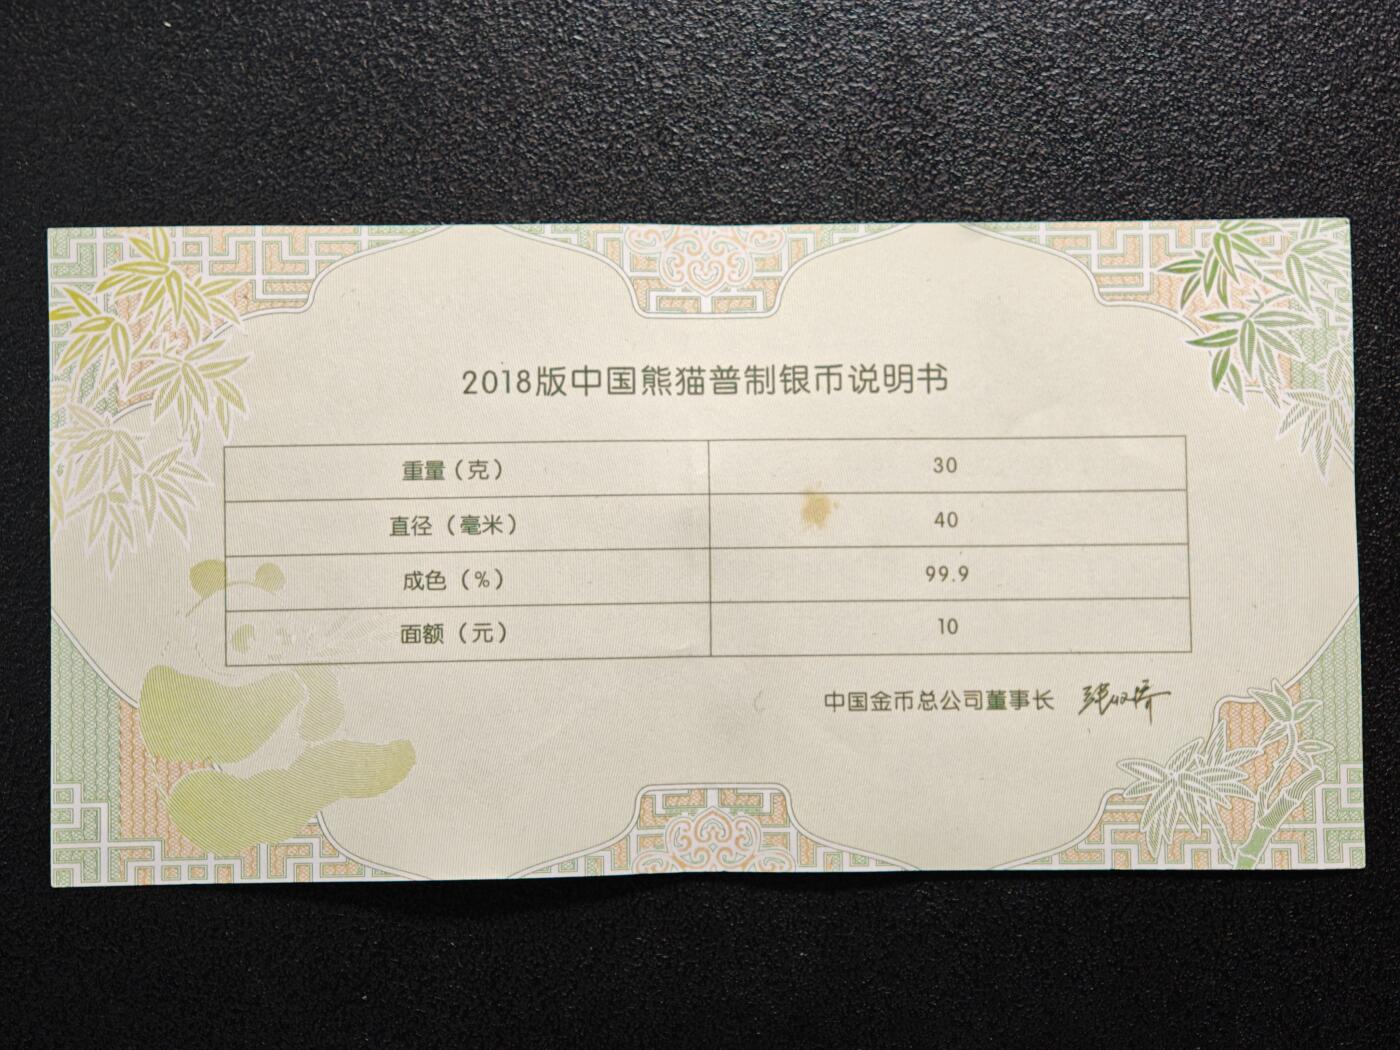 2018版中国熊猫普制银币说明书
重量（克） 30
直径（毫米） 40
成色（%） 99.9
面额（元） 10
中国金币总公司董事长